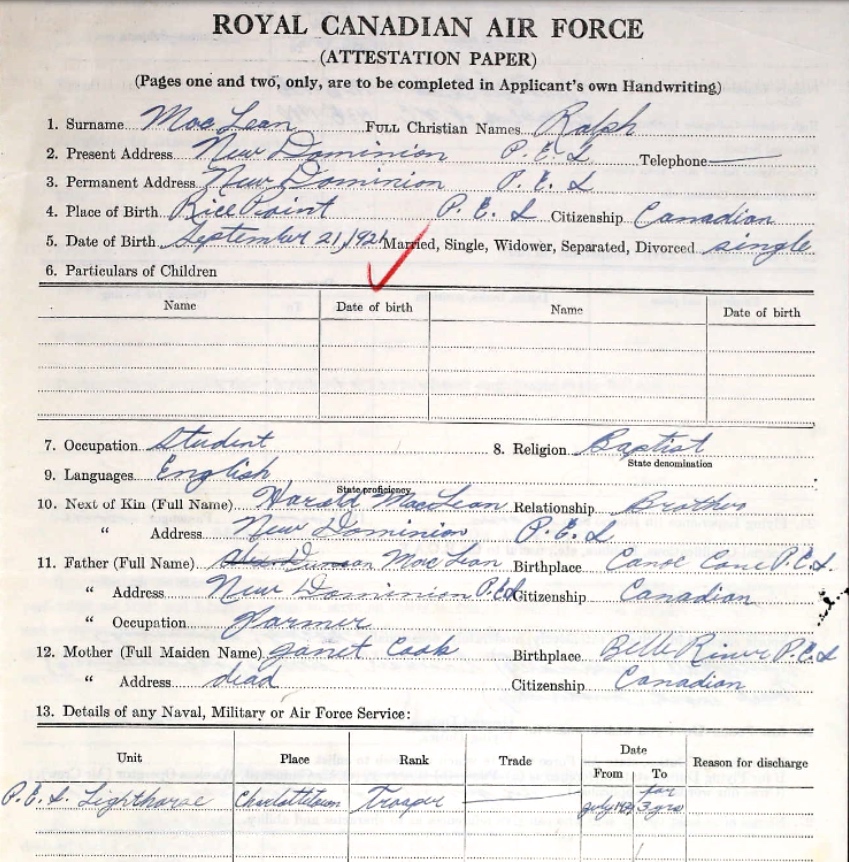 ROYAL CANADIAN AIR FORCE
(ATTESTATION PAPER)
(Pages one and two, only, are to be completed in Applicant's own Handwriting)
1. Surname MacLean FULL Christian Names Ralph
2. Present Address New Dominion P.E.I. Telephone
3. Permanent Address New Dominion P.E.I.
4. Place of Birth Rice Point P.E.I. Citizenship Canadian
5. Date of Birth September 21, 1921 Married, Single, Widower, Separated, Divorced single
6. Particulars of Children
Name Date of birth Name Date of birth
7. Occupation Student 8. Religion Baptist
State denomination
9. Languages English
State proficiency
10. Next of Kin (Full Name) Harold MacLean Relationship Brother
" Address New Dominion P.E.I.
11. Father (Full Name) Duncan MacLean Birthplace Canoe Cove P.E.I.
" Address New Dominion P.E.I. Citizenship Canadian
" Occupation Farmer
12. Mother (Full Maiden Name) Janet Cook Birthplace Belle River P.E.I.
" Address dead Citizenship Canadian
13. Details of any Naval, Military or Air Force Service:
Unit Place Rank Trade Date Reason for discharge
From To
P.E.I. Lighthorse Charlottetown Trooper July for 3 yrs